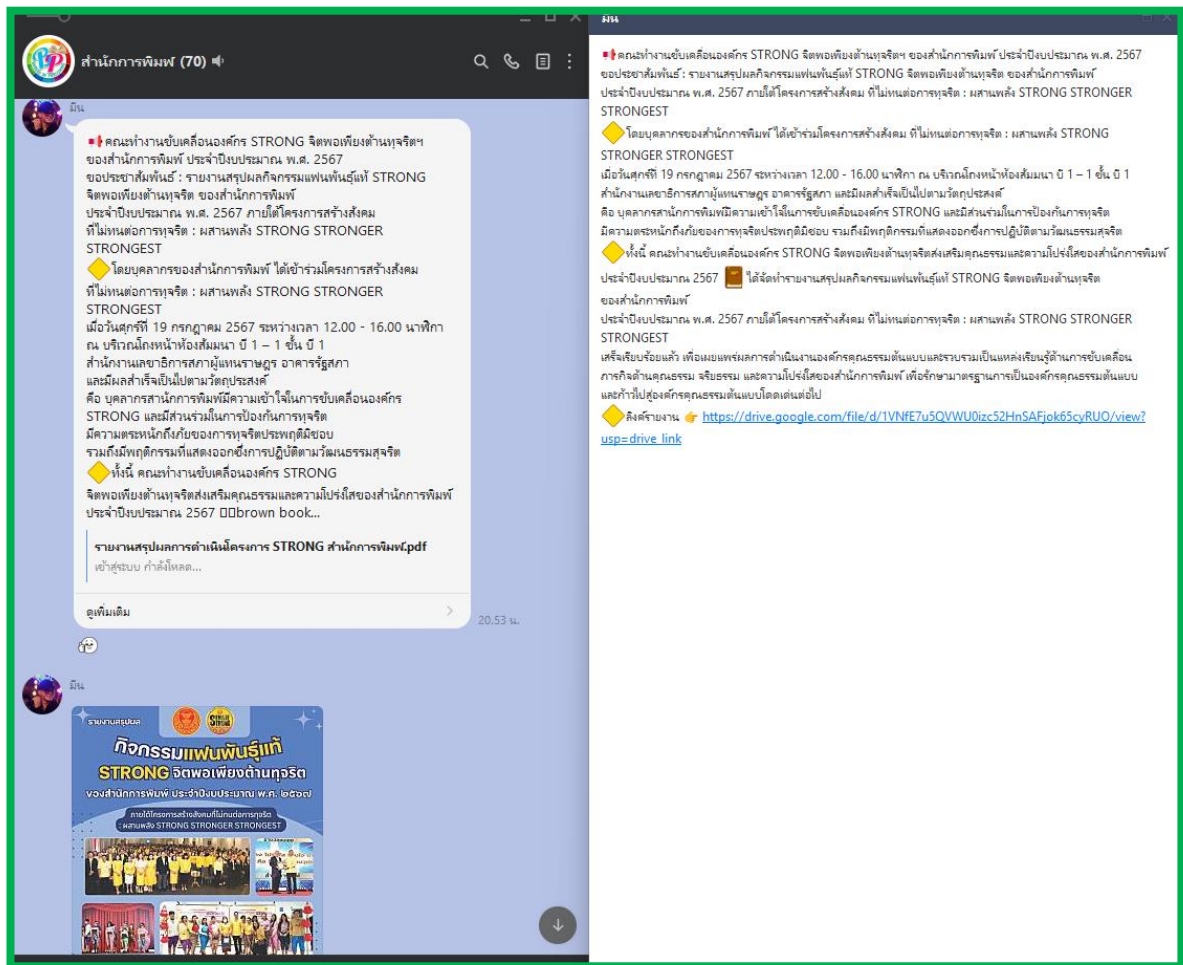 สำนักการพิมพ์ (70)
มีน
คณะทำงานขับเคลื่อนองค์กร STRONG จิตพอเพียงต้านทุจริตฯ
ของสำนักการพิมพ์ ประจำปีงบประมาณ พ.ศ. 2567
ขอประชาสัมพันธ์ : รายงานสรุปผลกิจกรรมแฟนพันธุ์แท้ STRONG
จิตพอเพียงต้านทุจริต ของสำนักการพิมพ์
ประจำปีงบประมาณ พ.ศ. 2567 ภายใต้โครงการสร้างสังคม
ที่ไม่ทนต่อการทุจริต : ผสานพลัง STRONG STRONGER
STRONGEST
โดยบุคลากรของสำนักการพิมพ์ ได้เข้าร่วมโครงการสร้างสังคม
ที่ไม่ทนต่อการทุจริต : ผสานพลัง STRONG STRONGER
STRONGEST
เมื่อวันศุกร์ที่ 19 กรกฎาคม 2567 ระหว่างเวลา 12.00 - 16.00 นาฬิกา
ณ บริเวณโถงหน้าห้องสัมมนา บี 1 – 1 ชั้น บี 1
สำนักงานเลขาธิการสภาผู้แทนราษฎร อาคารรัฐสภา
และมีผลสำเร็จเป็นไปตามวัตถุประสงค์
คือ บุคลากรสำนักการพิมพ์มีความเข้าใจในการขับเคลื่อนองค์กร
STRONG และมีส่วนร่วมในการป้องกันการทุจริต
มีความตระหนักถึงภัยของการทุจริตประพฤติมิชอบ
รวมถึงมีพฤติกรรมที่แสดงออกซึ่งการปฏิบัติตามวัฒนธรรมสุจริต
ทั้งนี้ คณะทำงานขับเคลื่อนองค์กร STRONG
จิตพอเพียงต้านทุจริตส่งเสริมคุณธรรมและความโปร่งใสของสำนักการพิมพ์
ประจำปีงบประมาณ 2567 brown book...
รายงานสรุปผลการดำเนินโครงการ STRONG สำนักการพิมพ์.pdf
เข้าสู่ระบบ กำลังโหลด...
ดูเพิ่มเติม
20.53 น.
มีน
รายงานสรุปผล
กิจกรรมแฟนพันธุ์แท้
STRONG จิตพอเพียงต้านทุจริต
ของสำนักการพิมพ์ ประจำปีงบประมาณ พ.ศ. ๒๕๖๗
ภายใต้โครงการสร้างสังคมที่ไม่ทนต่อการทุจริต
: ผสานพลัง STRONG STRONGER STRONGEST
มีน
คณะทำงานขับเคลื่อนองค์กร STRONG จิตพอเพียงต้านทุจริตฯ ของสำนักการพิมพ์ ประจำปีงบประมาณ พ.ศ. 2567
ขอประชาสัมพันธ์ : รายงานสรุปผลกิจกรรมแฟนพันธุ์แท้ STRONG จิตพอเพียงต้านทุจริต ของสำนักการพิมพ์
ประจำปีงบประมาณ พ.ศ. 2567 ภายใต้โครงการสร้างสังคม ที่ไม่ทนต่อการทุจริต : ผสานพลัง STRONG STRONGER
STRONGEST
โดยบุคลากรของสำนักการพิมพ์ ได้เข้าร่วมโครงการสร้างสังคม ที่ไม่ทนต่อการทุจริต : ผสานพลัง STRONG
STRONGER STRONGEST
เมื่อวันศุกร์ที่ 19 กรกฎาคม 2567 ระหว่างเวลา 12.00 - 16.00 นาฬิกา ณ บริเวณโถงหน้าห้องสัมมนา บี 1 – 1 ชั้น บี 1
สำนักงานเลขาธิการสภาผู้แทนราษฎร อาคารรัฐสภา และมีผลสำเร็จเป็นไปตามวัตถุประสงค์
คือ บุคลากรสำนักการพิมพ์มีความเข้าใจในการขับเคลื่อนองค์กร STRONG และมีส่วนร่วมในการป้องกันการทุจริต
มีความตระหนักถึงภัยของการทุจริตประพฤติมิชอบ รวมถึงมีพฤติกรรมที่แสดงออกซึ่งการปฏิบัติตามวัฒนธรรมสุจริต
ทั้งนี้ คณะทำงานขับเคลื่อนองค์กร STRONG จิตพอเพียงต้านทุจริตส่งเสริมคุณธรรมและความโปร่งใสของสำนักการพิมพ์
ประจำปีงบประมาณ 2567 ได้จัดทำรายงานสรุปผลกิจกรรมแฟนพันธุ์แท้ STRONG จิตพอเพียงต้านทุจริต
ของสำนักการพิมพ์
ประจำปีงบประมาณ พ.ศ. 2567 ภายใต้โครงการสร้างสังคม ที่ไม่ทนต่อการทุจริต : ผสานพลัง STRONG STRONGER
STRONGEST
เสร็จเรียบร้อยแล้ว เพื่อเผยแพร่ผลการดำเนินงานองค์กรคุณธรรมต้นแบบและรวบรวมเป็นแหล่งเรียนรู้ด้านการขับเคลื่อน
ภารกิจด้านคุณธรรม จริยธรรม และความโปร่งใสของสำนักการพิมพ์ เพื่อรักษามาตรฐานการเป็นองค์กรคุณธรรมต้นแบบ
และก้าวไปสู่องค์กรคุณธรรมต้นแบบโดดเด่นต่อไป
ลิงค์รายงาน https://drive.google.com/file/d/1VNfE7u5QVWU0izc52HnSAFjok65cyRUO/view?
usp=drive_link